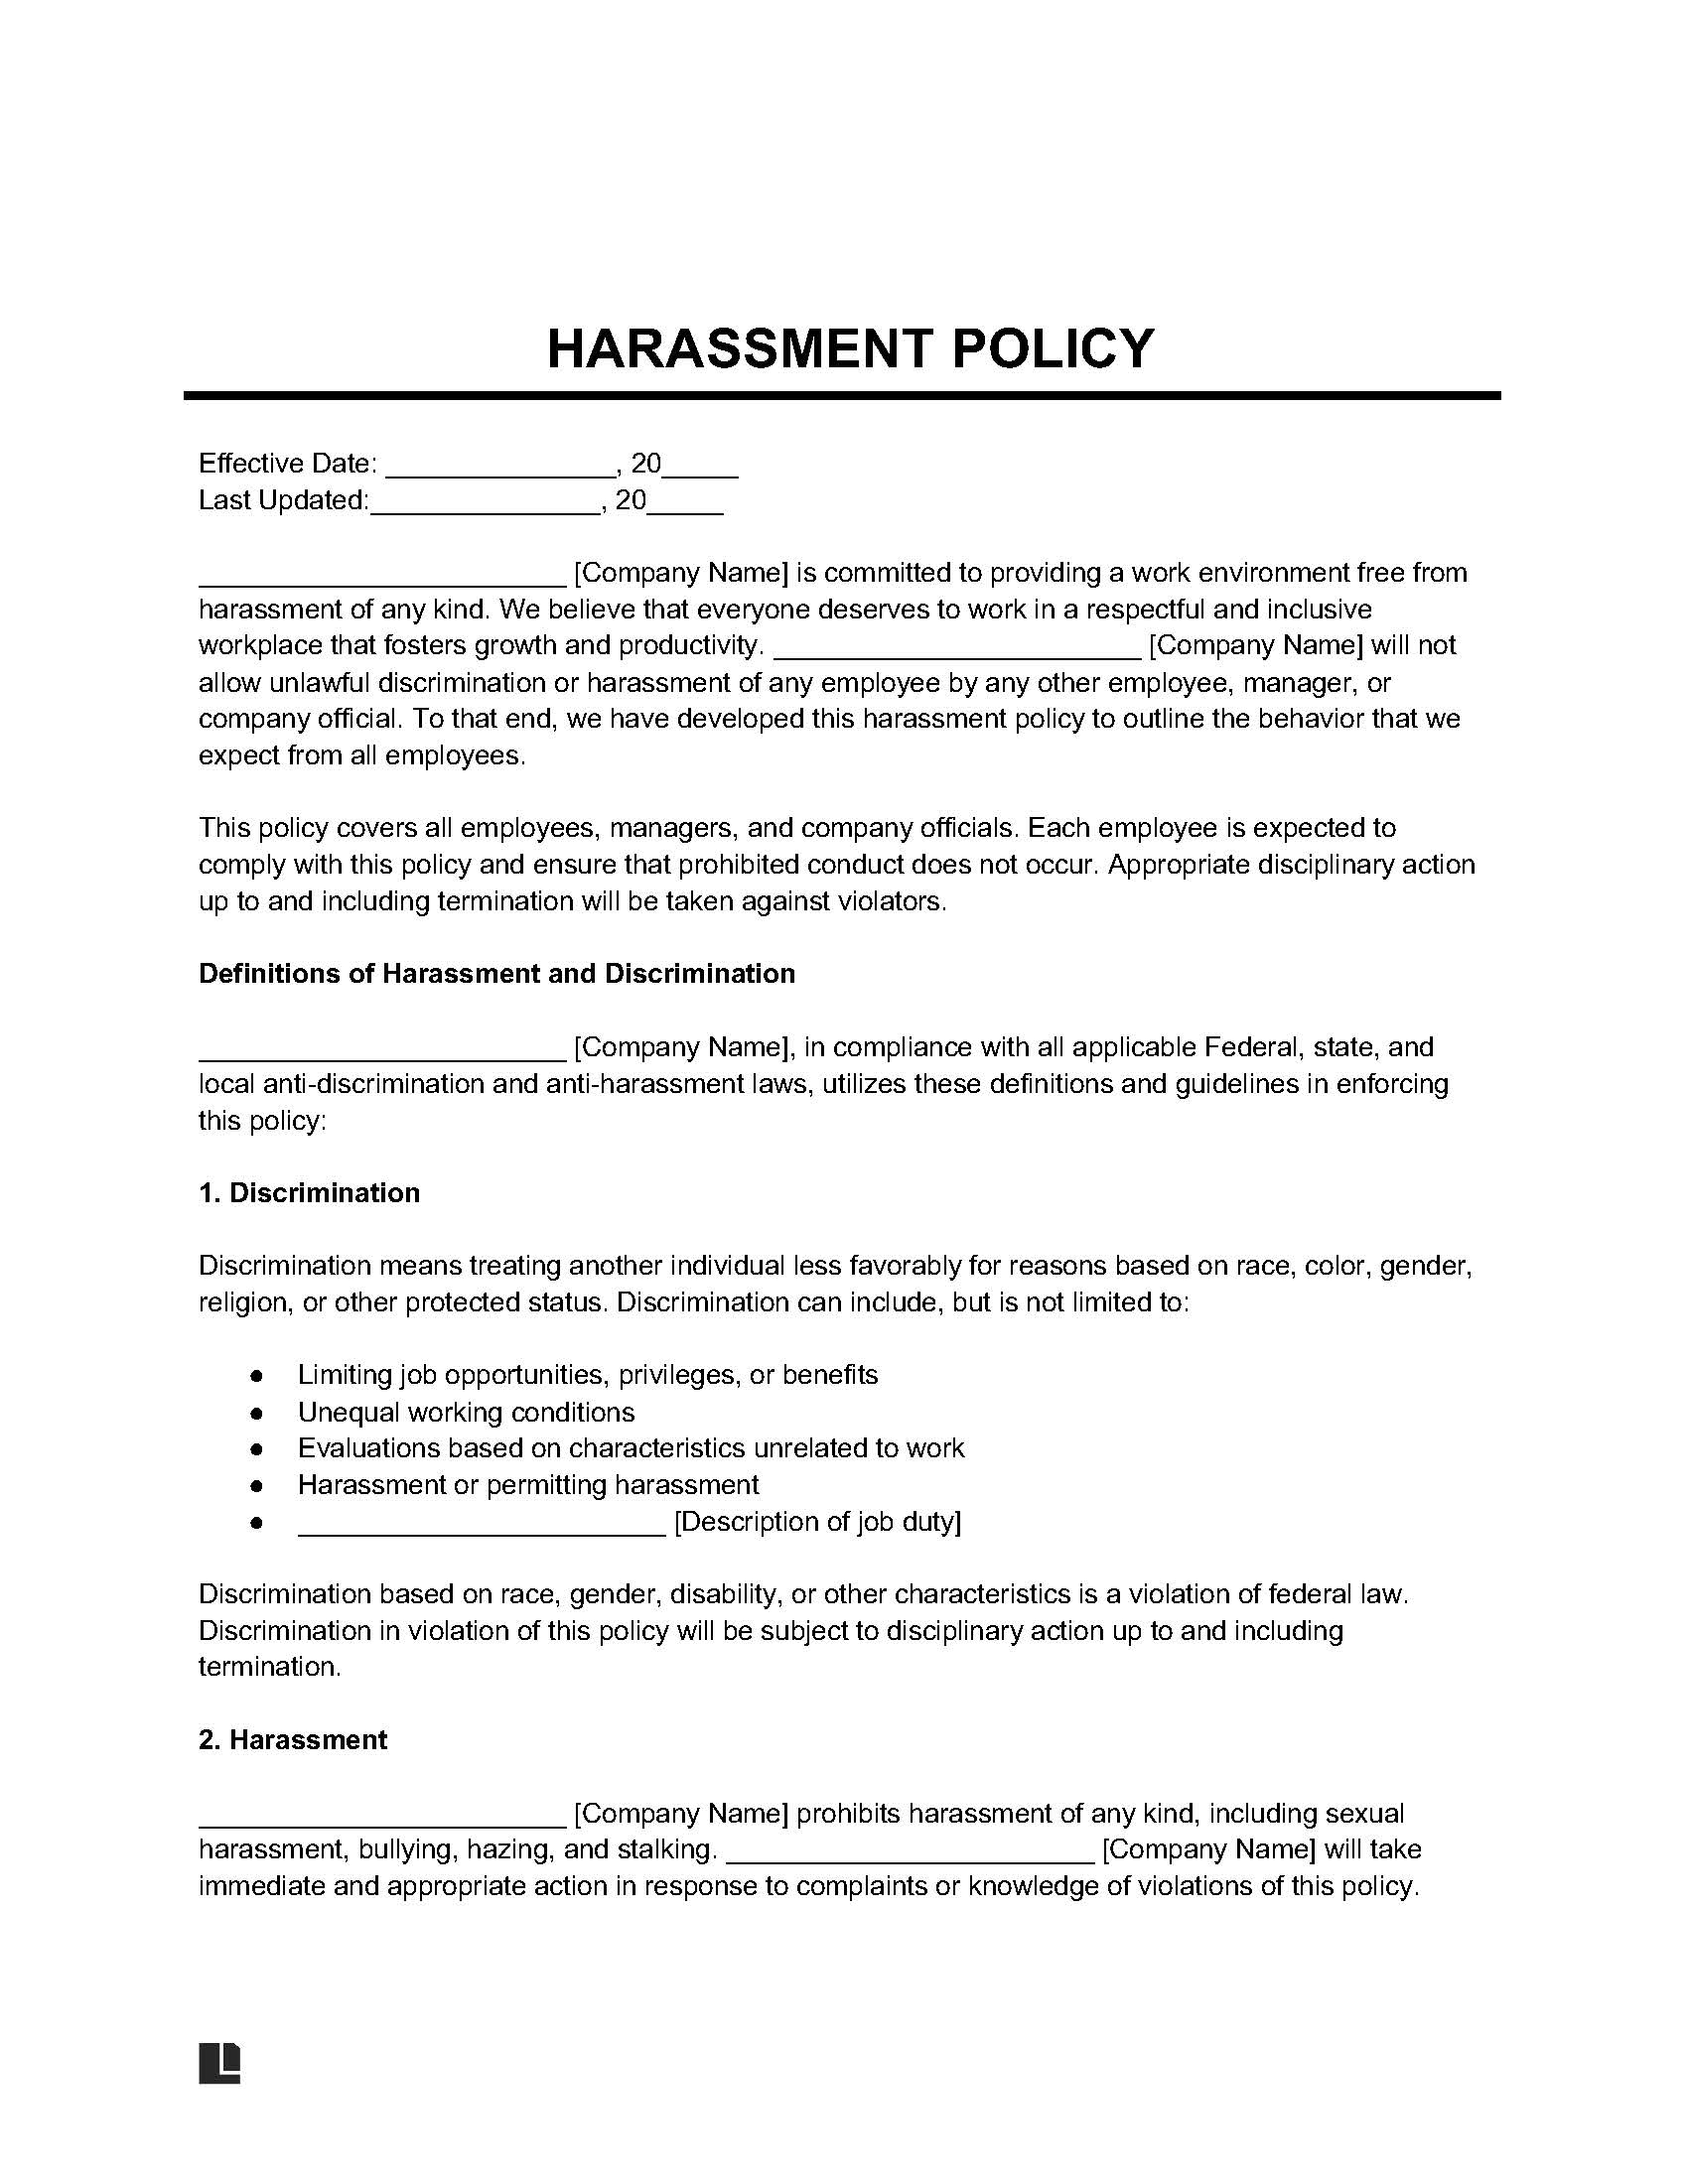 HARASSMENT POLICY
Effective Date: _______________, 20_____
Last Updated:_______________, 20_____
________________________ [Company Name] is committed to providing a work environment free from
harassment of any kind. We believe that everyone deserves to work in a respectful and inclusive
workplace that fosters growth and productivity. ________________________ [Company Name] will not
allow unlawful discrimination or harassment of any employee by any other employee, manager, or
company official. To that end, we have developed this harassment policy to outline the behavior that we
expect from all employees.
This policy covers all employees, managers, and company officials. Each employee is expected to
comply with this policy and ensure that prohibited conduct does not occur. Appropriate disciplinary action
up to and including termination will be taken against violators.
Definitions of Harassment and Discrimination
________________________ [Company Name], in compliance with all applicable Federal, state, and
local anti-discrimination and anti-harassment laws, utilizes these definitions and guidelines in enforcing
this policy:
1. Discrimination
Discrimination means treating another individual less favorably for reasons based on race, color, gender,
religion, or other protected status. Discrimination can include, but is not limited to:
● Limiting job opportunities, privileges, or benefits
● Unequal working conditions
● Evaluations based on characteristics unrelated to work
● Harassment or permitting harassment
● ________________________ [Description of job duty]
Discrimination based on race, gender, disability, or other characteristics is a violation of federal law.
Discrimination in violation of this policy will be subject to disciplinary action up to and including
termination.
2. Harassment
________________________ [Company Name] prohibits harassment of any kind, including sexual
harassment, bullying, hazing, and stalking. ________________________ [Company Name] will take
immediate and appropriate action in response to complaints or knowledge of violations of this policy.